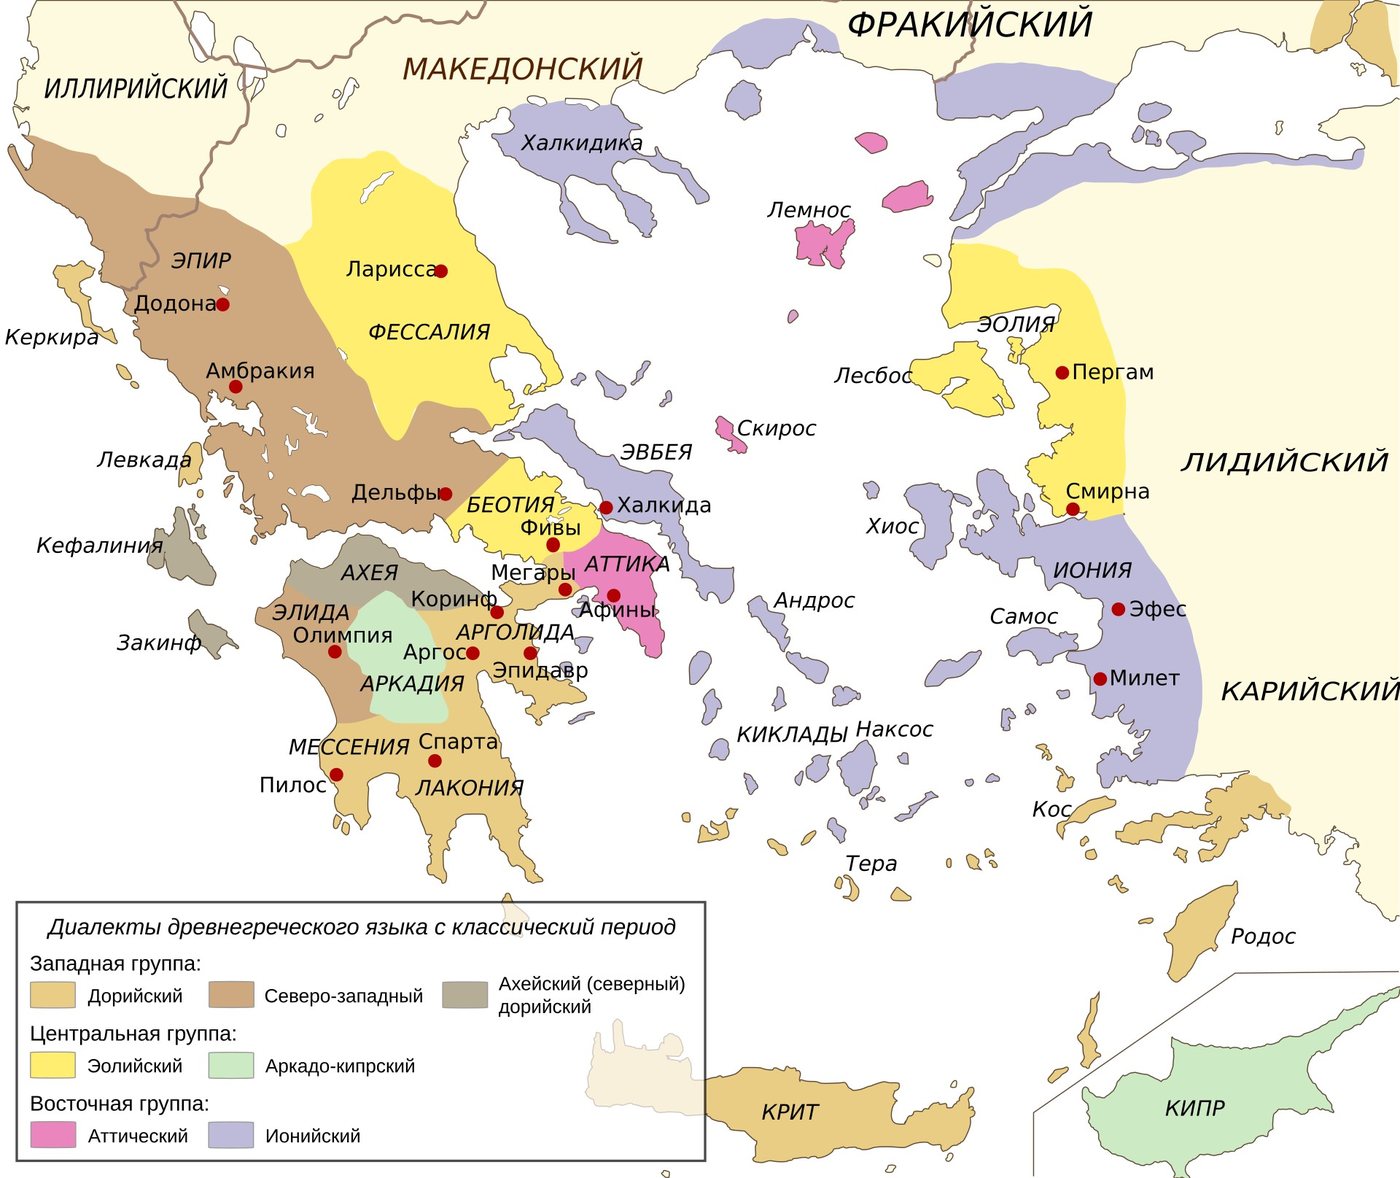 ФРАКИЙСКИЙ
МАКЕДОНСКИЙ
ИЛЛИРИЙСКИЙ
Халкидика
Лемнос
ЭПИР
Ларисса
Додона
ЭОЛИЯ
ФЕССАЛИЯ
Керкира
Амбракия
Лесбос
Пергам
Скирос
ЭВБЕЯ
Левкада
ЛИДИЙСКИЙ
Дельфы
БЕОТИЯ
Халкида
Смирна
Фивы
Хиос
Кефалиния
АХЕЯ
Мегары
АТТИКА
ИОНИЯ
Коринф
Андрос
ЭЛИДА
Афины
Эфес
Самос
Закинф
Олимпия
АРГОЛИДА
Аргос
Эпидавр
АРКАДИЯ
Милет
КАРИЙСКИЙ
КИКЛАДЫ
Наксос
МЕССЕНИЯ
Спарта
Пилос
ЛАКОНИЯ
Кос
Тера
Родос
КРИТ
КИПР
Диалекты древнегреческого языка с классический период
Западная группа:
Дорийский
Северо-западный
Ахейский (северный)
дорийский
Центральная группа:
Эолийский
Аркадо-кипрский
Восточная группа:
Аттический
Ионийский